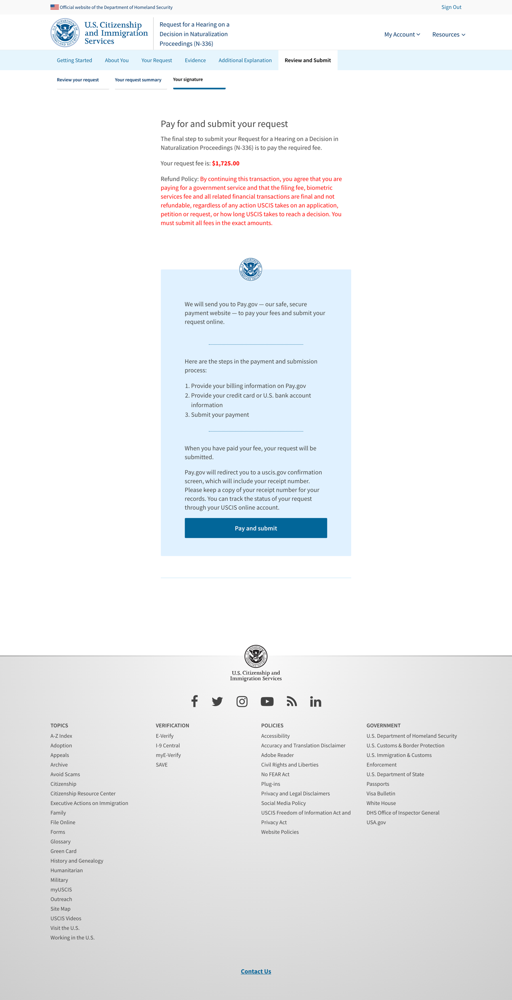 Official website of the Department of Homeland Security
Sign Out
U.S. Citizenship
and Immigration
Services
Request for a Hearing on a
Decision in Naturalization
Proceedings (N-336)
My Account
Resources
Getting Started
About You
Your Request
Evidence
Additional Explanation
Review and Submit
Review your request
Your request summary
Your signature
Pay for and submit your request
The final step to submit your Request for a Hearing on a Decision in
Naturalization Proceedings (N-336) is to pay the required fee.
Your request fee is: $1,725.00
Refund Policy: By continuing this transaction, you agree that you are
paying for a government service and that the filing fee, biometric
services fee and all related financial transactions are final and not
refundable, regardless of any action USCIS takes on an application,
petition or request, or how long USCIS takes to reach a decision. You
must submit all fees in the exact amounts.
We will send you to Pay.gov — our safe, secure
payment website — to pay your fees and submit your
request online.
Here are the steps in the payment and submission
process:
1. Provide your billing information on Pay.gov
2. Provide your credit card or U.S. bank account
information
3. Submit your payment
When you have paid your fee, your request will be
submitted.
Pay.gov will redirect you to a uscis.gov confirmation
screen, which will include your receipt number.
Please keep a copy of your receipt number for your
records. You can track the status of your request
through your USCIS online account.
Pay and submit
U.S. Citizenship and
Immigration Services
TOPICS
A-Z Index
Adoption
Appeals
Archive
Avoid Scams
Citizenship
Citizenship Resource Center
Executive Actions on Immigration
Family
File Online
Forms
Glossary
Green Card
History and Genealogy
Humanitarian
Military
myUSCIS
Outreach
Site Map
USCIS Videos
Visit the U.S.
Working in the U.S.
VERIFICATION
E-Verify
I-9 Central
myE-Verify
SAVE
POLICIES
Accessibility
Accuracy and Translation Disclaimer
Adobe Reader
Civil Rights and Liberties
No FEAR Act
Plug-ins
Privacy and Legal Disclaimers
Social Media Policy
USCIS Freedom of Information Act and
Privacy Act
Website Policies
GOVERNMENT
U.S. Department of Homeland Security
U.S. Customs & Border Protection
U.S. Immigration & Customs
Enforcement
U.S. Department of State
Passports
Visa Bulletin
White House
DHS Office of Inspector General
USA.gov
Contact Us